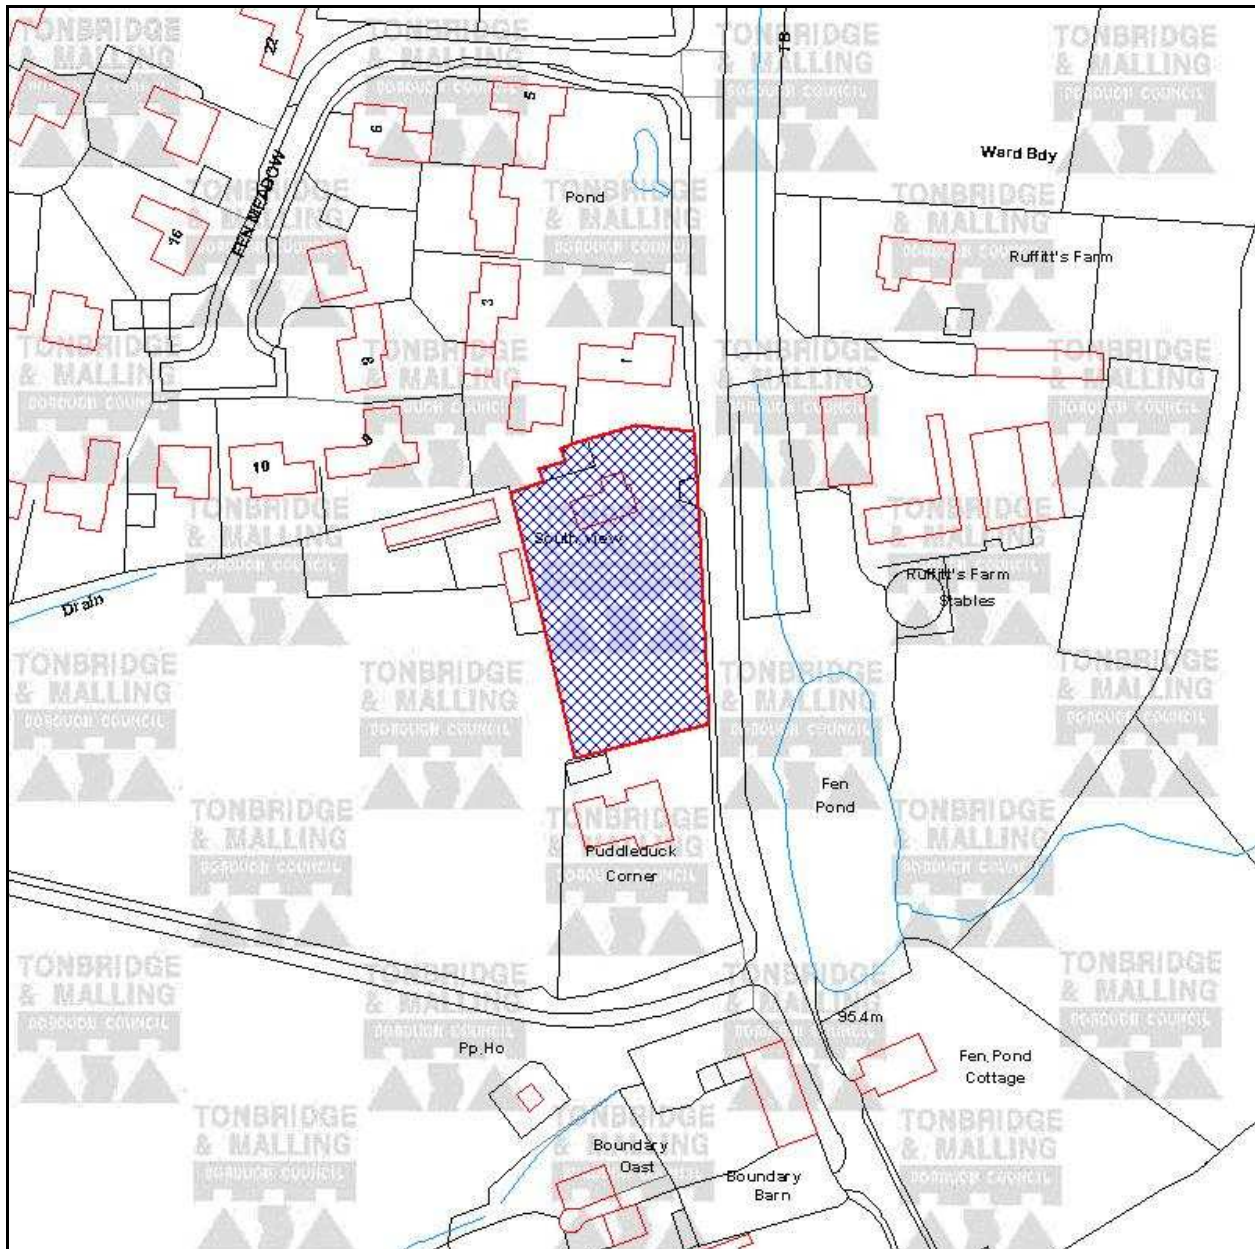 TONBRIDGE & MALLING
BOROUGH COUNCIL
22
TB
5
6
Ward Bdy
FEN MEADOW
Pond
16
Ruffitt's Farm
3
1
9
8
10
South View
Drain
Ruffitt's Farm
Stables
Fen
Pond
Puddleduck
Corner
95.4m
Pp Ho
Fen Pond
Cottage
Boundary
Oast
Boundary
Barn